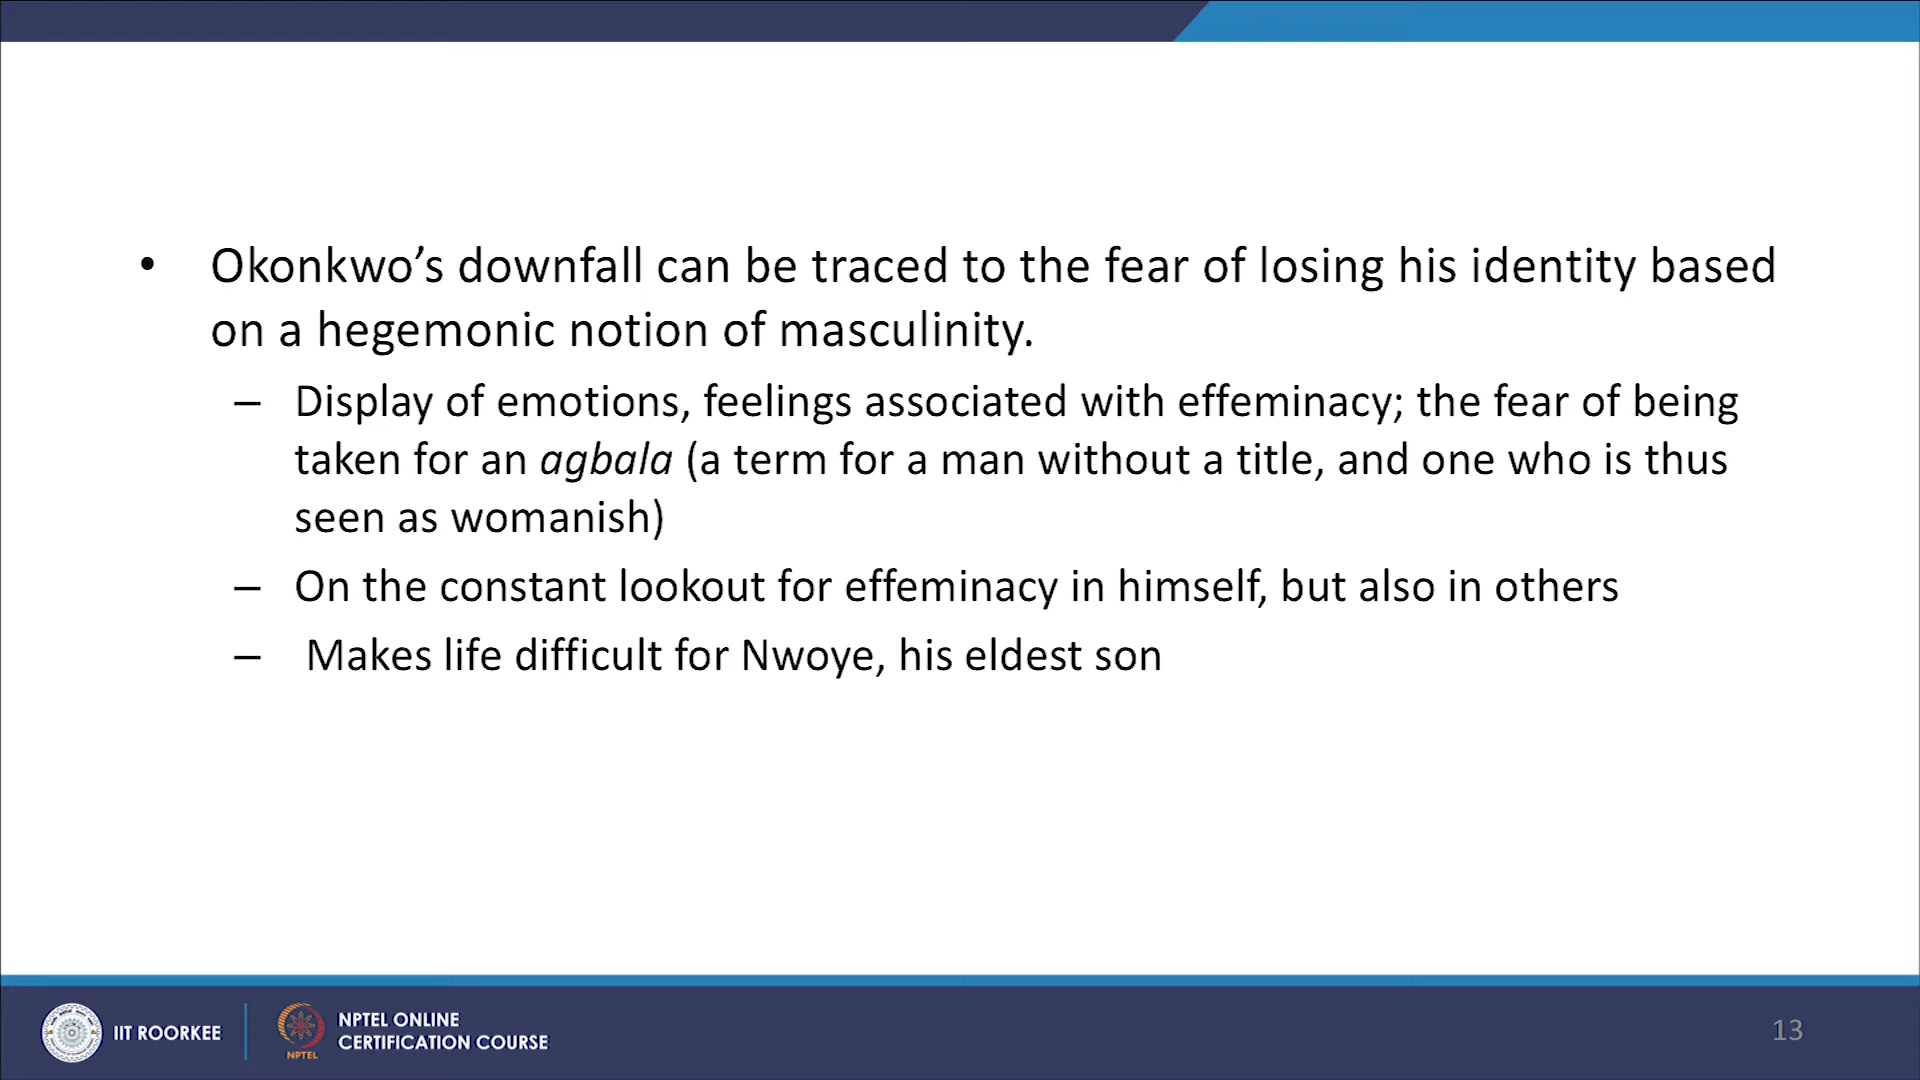 • Okonkwo’s downfall can be traced to the fear of losing his identity based
on a hegemonic notion of masculinity.
– Display of emotions, feelings associated with effeminacy; the fear of being
taken for an agbala (a term for a man without a title, and one who is thus
seen as womanish)
– On the constant lookout for effeminacy in himself, but also in others
– Makes life difficult for Nwoye, his eldest son
IIT ROORKEE
NPTEL
NPTEL ONLINE
CERTIFICATION COURSE
13